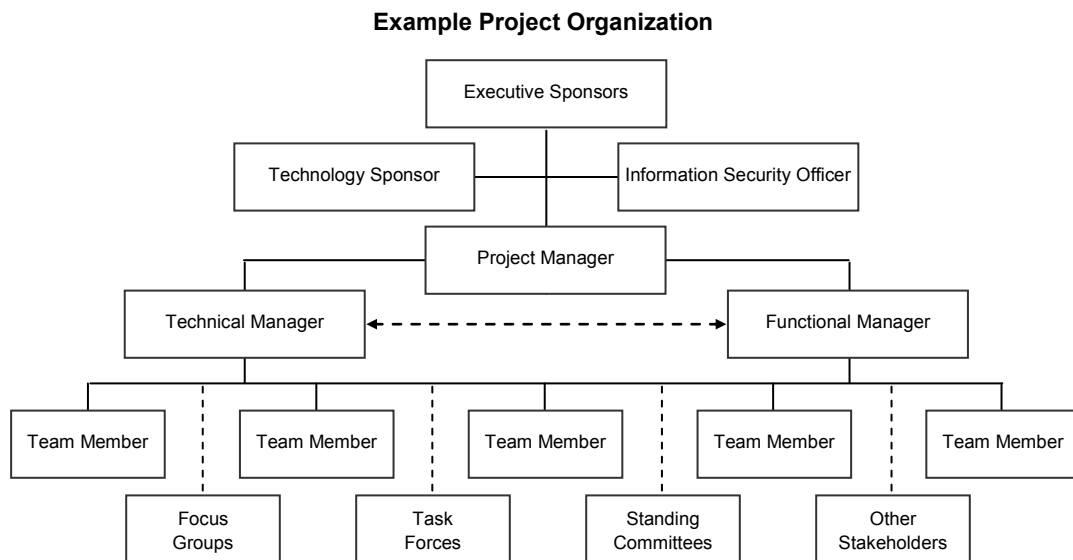 Example Project Organization
Executive Sponsors
Technology Sponsor
Information Security Officer
Project Manager
Technical Manager
Functional Manager
Team Member
Team Member
Team Member
Team Member
Team Member
Focus
Groups
Task
Forces
Standing
Committees
Other
Stakeholders